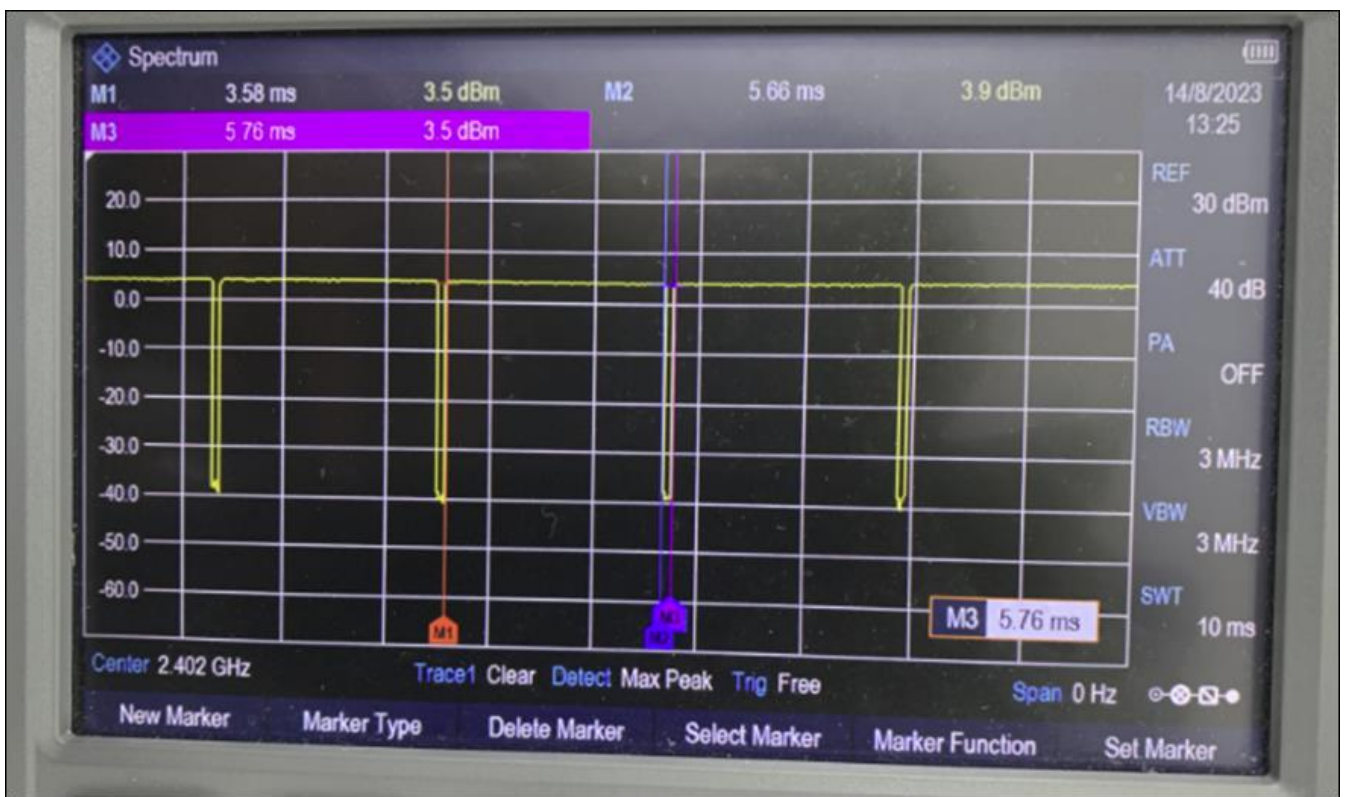 Spectrum
M1 3.58 ms 3.5 dBm M2 5.66 ms 3.9 dBm 14/8/2023
M3 5 76 ms 3.5 dBm 13:25
REF
30 dBm
20.0
10.0
ATT
40 dB
0.0
-10.0
PA
OFF
-20.0
-30.0
RBW
3 MHz
-40.0
VBW
3 MHz
-50.0
-60.0
SWT
10 ms
M3 5.76 ms
M1
M3
M2
Center 2.402 GHz Trace1 Clear Detect Max Peak Trig Free Span 0 Hz
New Marker Marker Type Delete Marker Select Marker Marker Function Set Marker